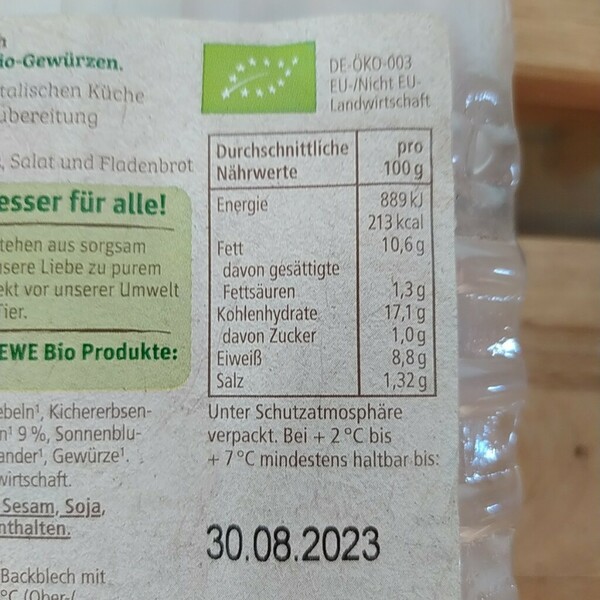 io-Gewürzen.
talischen Küche
ubereitung
, Salat und Fladenbrot
esser für alle!
tehen aus sorgsam
nsere Liebe zu purem
ekt vor unserer Umwelt
ier.
EWE Bio Produkte:
ebeln¹, Kichererbsen-
n¹ 9 %, Sonnenblu-
ander¹, Gewürze¹.
wirtschaft.
Sesam, Soja,
nthalten.
Backblech mit
°C (Ober-/
DE-ÖKO-003
EU-/Nicht EU-
Landwirtschaft
Durchschnittliche pro
Nährwerte 100 g
Energie 889 kJ
213 kcal
Fett 10,6 g
davon gesättigte
Fettsäuren 1,3 g
Kohlenhydrate 17,1 g
davon Zucker 1,0 g
Eiweiß 8,8 g
Salz 1,32 g
Unter Schutzatmosphäre
verpackt. Bei + 2 °C bis
+ 7 °C mindestens haltbar bis:
30.08.2023